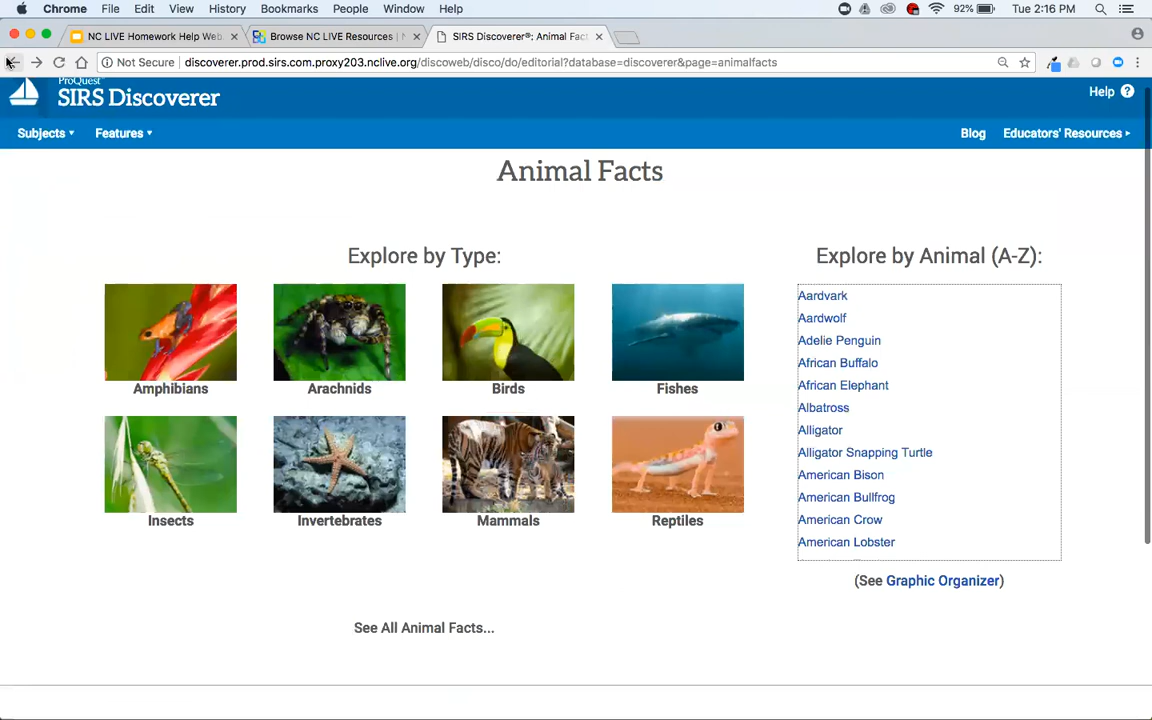 Chrome File Edit View History Bookmarks People Window Help 92% Tue 2:16 PM
NC LIVE Homework Help Web × Browse NC LIVE Resources | N × SIRS Discoverer®; Animal Fac ×
Not Secure | discoverer.prod.sirs.com.proxy203.nclive.org/discoweb/disco/do/editorial?database=discoverer&page=animalfacts
ProQuest
SIRS Discoverer
Help ?
Subjects Features Blog Educators' Resources
Animal Facts
Explore by Type:
Amphibians Arachnids Birds Fishes
Insects Invertebrates Mammals Reptiles
See All Animal Facts...
Explore by Animal (A-Z):
Aardvark
Aardwolf
Adelie Penguin
African Buffalo
African Elephant
Albatross
Alligator
Alligator Snapping Turtle
American Bison
American Bullfrog
American Crow
American Lobster
(See Graphic Organizer)